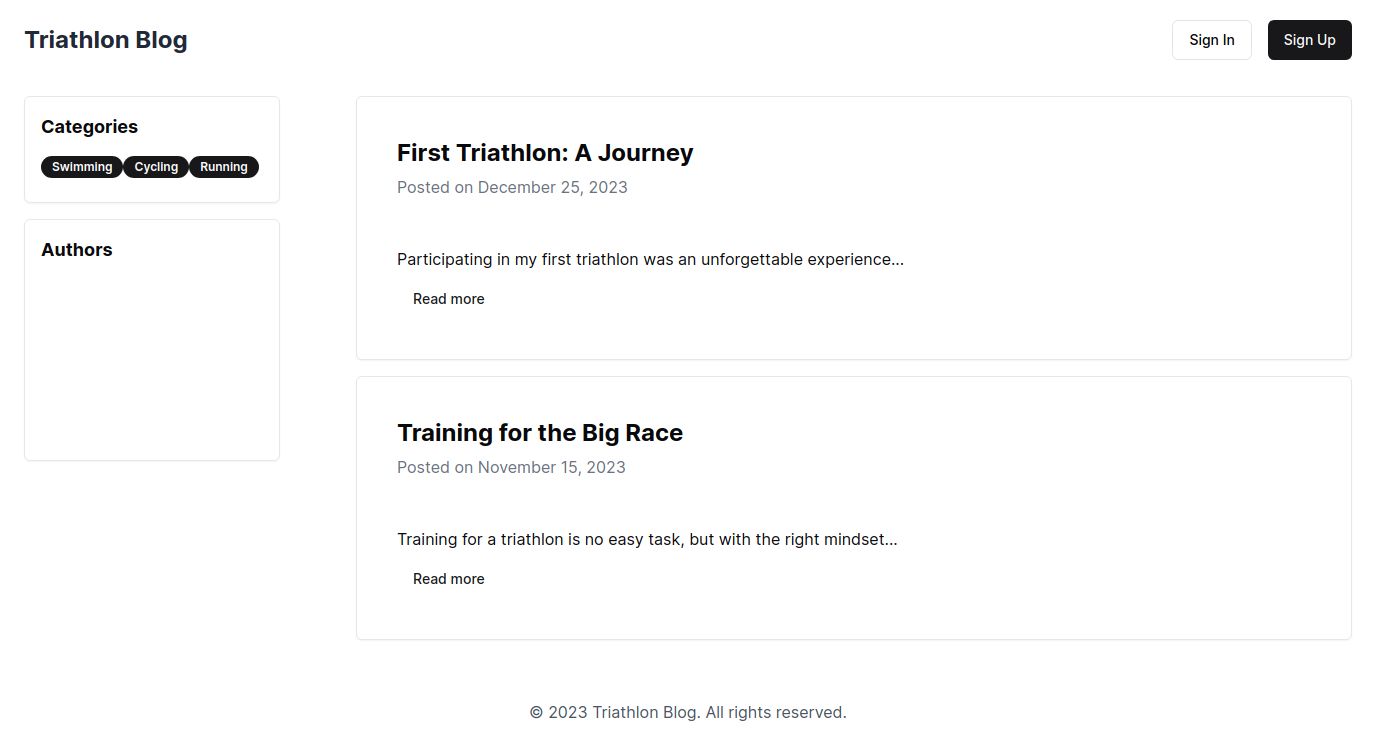 Triathlon Blog
Sign In
Sign Up
Categories
Swimming Cycling Running
Authors
First Triathlon: A Journey
Posted on December 25, 2023
Participating in my first triathlon was an unforgettable experience...
Read more
Training for the Big Race
Posted on November 15, 2023
Training for a triathlon is no easy task, but with the right mindset...
Read more
© 2023 Triathlon Blog. All rights reserved.